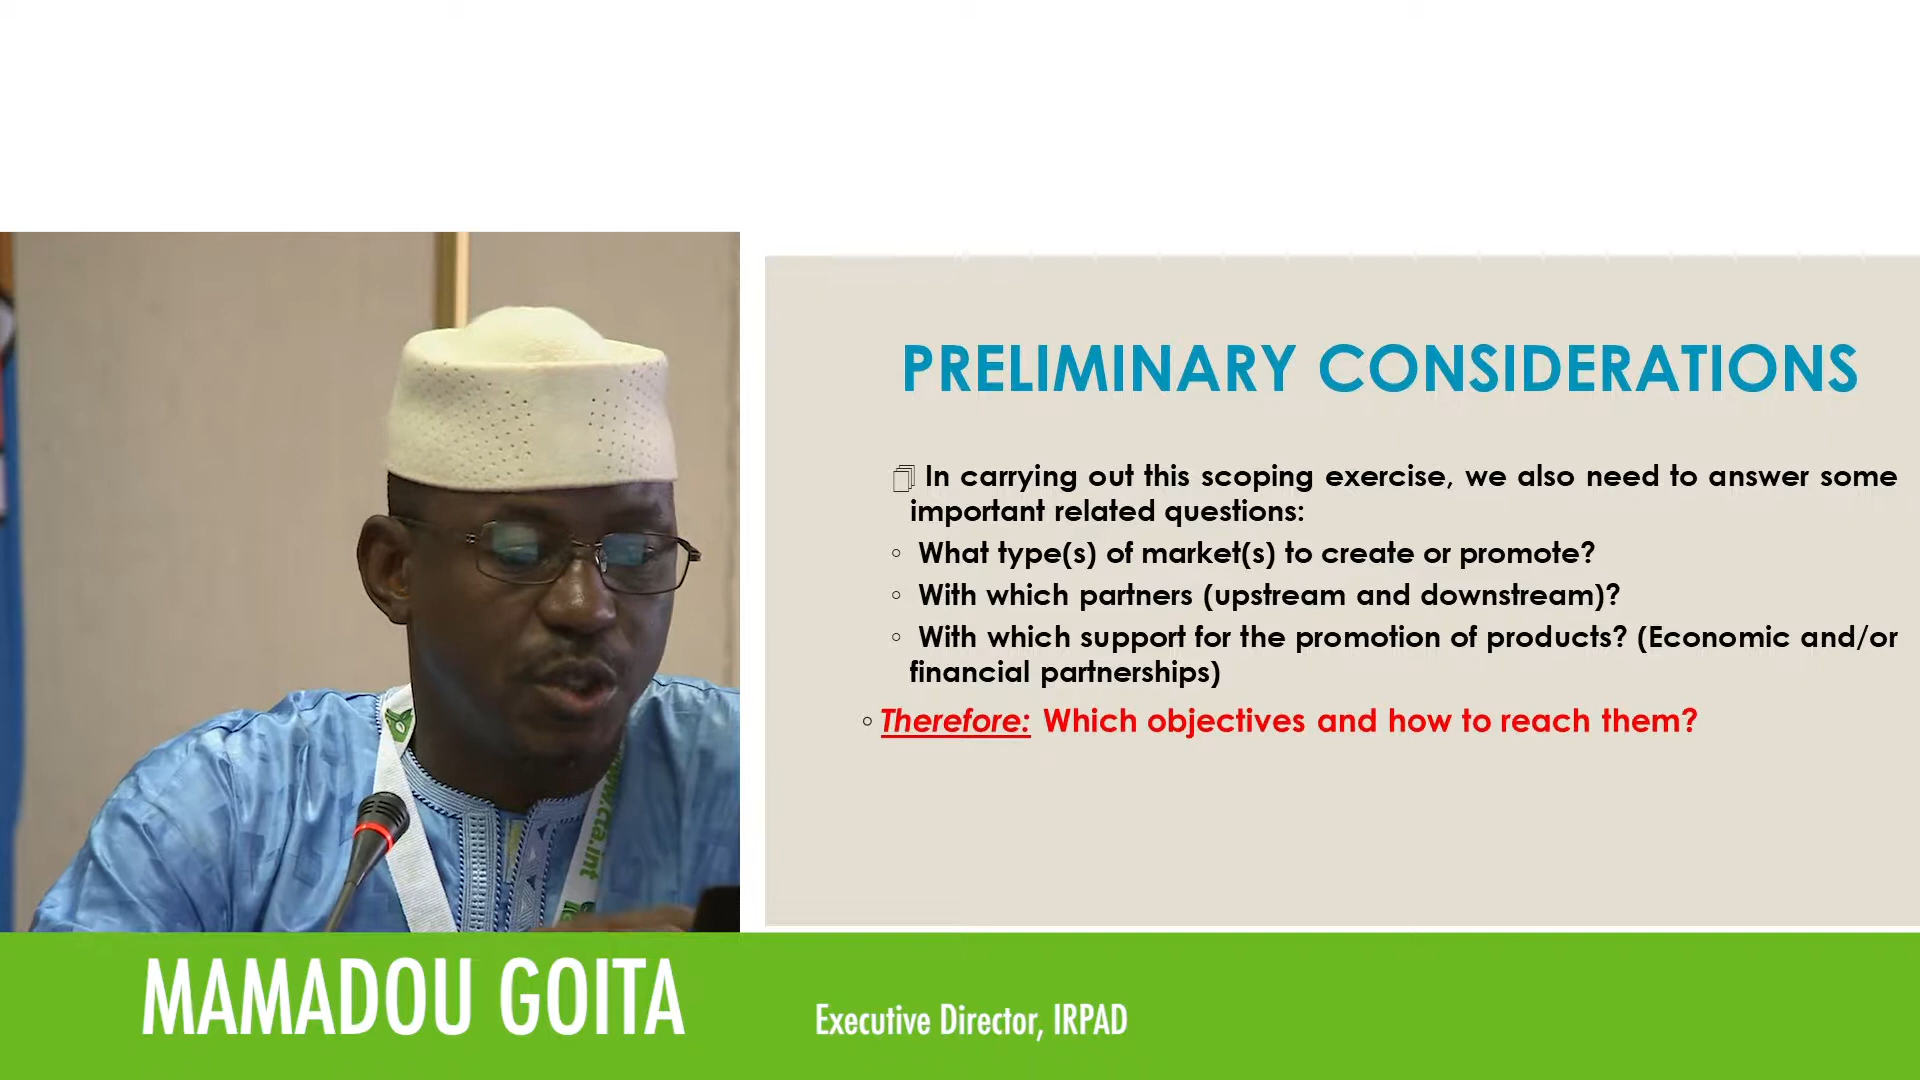 PRELIMINARY CONSIDERATIONS
In carrying out this scoping exercise, we also need to answer some
important related questions:
◦ What type(s) of market(s) to create or promote?
◦ With which partners (upstream and downstream)?
◦ With which support for the promotion of products? (Economic and/or
financial partnerships)
◦ Therefore: Which objectives and how to reach them?
www.cta.int
MAMADOU GOITA
Executive Director, IRPAD